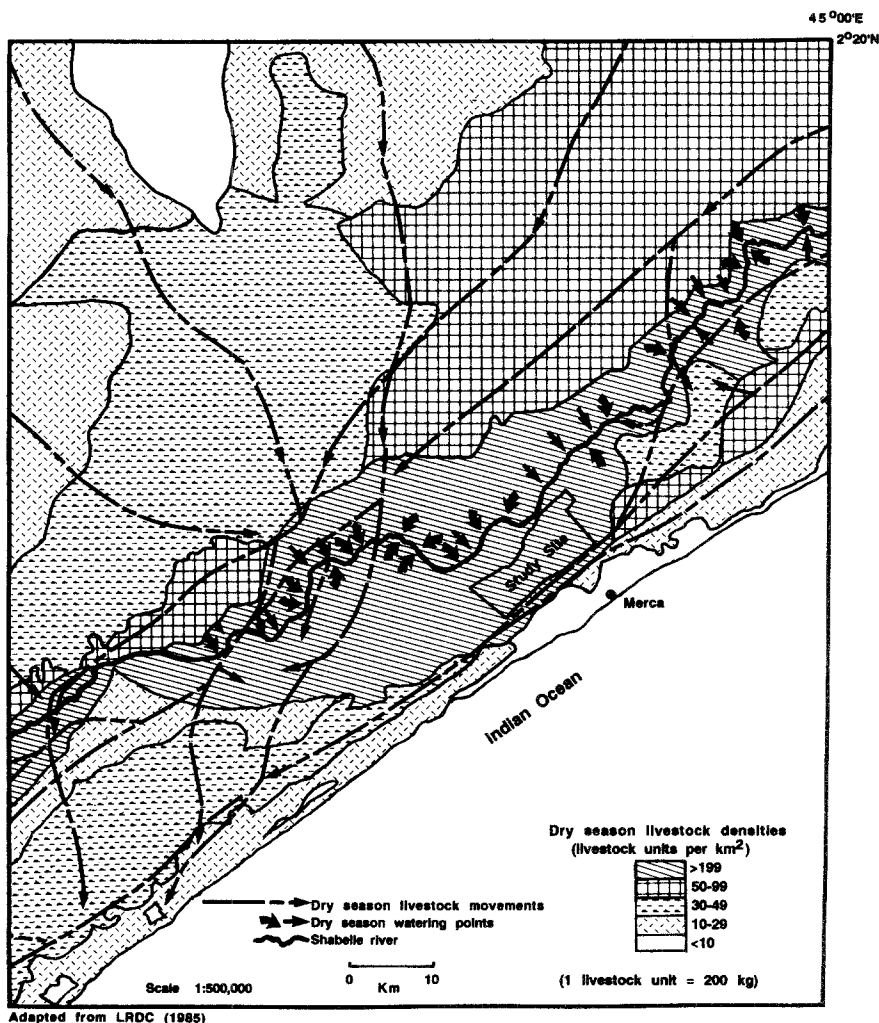 45°00'E
2°20'N
Study Site
Merca
Indian Ocean
Dry season livestock densities
(livestock units per km²)
>199
50-99
30-49
10-29
<10
Dry season livestock movements
Dry season watering points
Shabelle river
0 10
Km
Scale 1:500,000
(1 livestock unit = 200 kg)
Adapted from LRDC (1985)